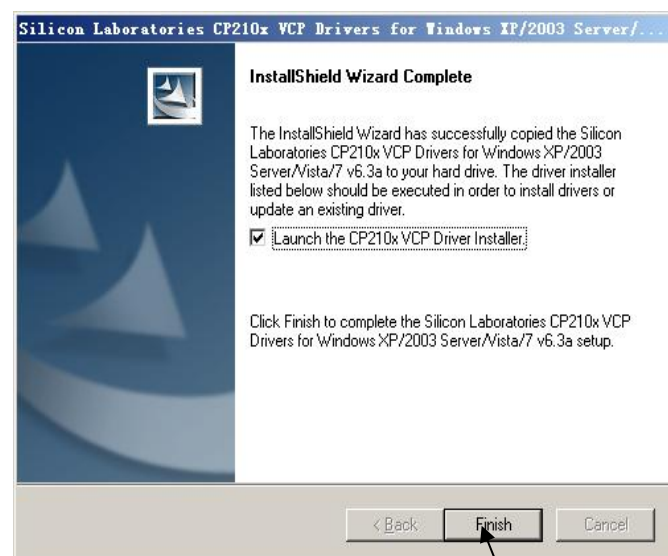 Silicon Laboratories CP210x VCP Drivers for Windows XP/2003 Server/...
InstallShield Wizard Complete
The InstallShield Wizard has successfully copied the Silicon
Laboratories CP210x VCP Drivers for Windows XP/2003
Server/Vista/7 v6.3a to your hard drive. The driver installer
listed below should be executed in order to install drivers or
update an existing driver.
Launch the CP210x VCP Driver Installer.
Click Finish to complete the Silicon Laboratories CP210x VCP
Drivers for Windows XP/2003 Server/Vista/7 v6.3a setup.
< Back Finish Cancel